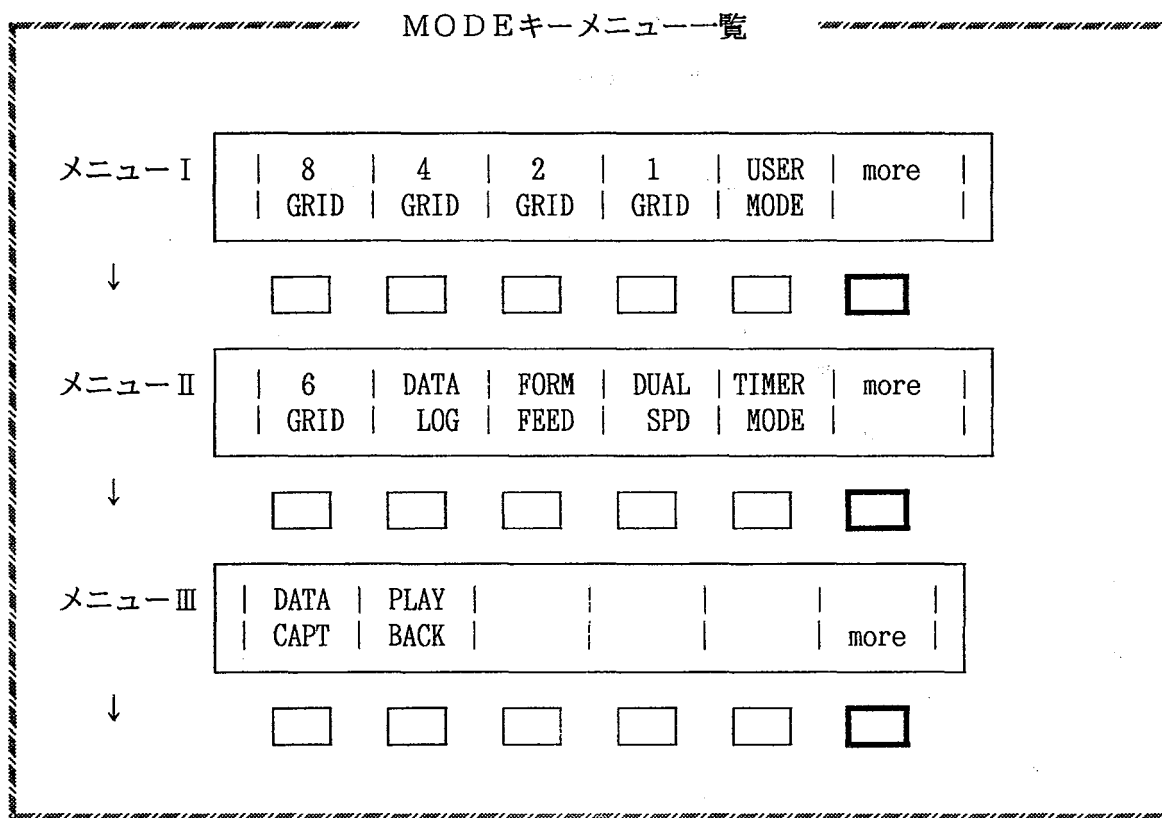 MODEキーメニュー一覧
メニューⅠ | 8 | 4 | 2 | 1 | USER | more |
| GRID | GRID | GRID | GRID | MODE | |
↓
メニューⅡ | 6 | DATA | FORM | DUAL | TIMER | more |
| GRID | LOG | FEED | SPD | MODE | |
↓
メニューⅢ | DATA | PLAY | | | | |
| CAPT | BACK | | | | more |
↓